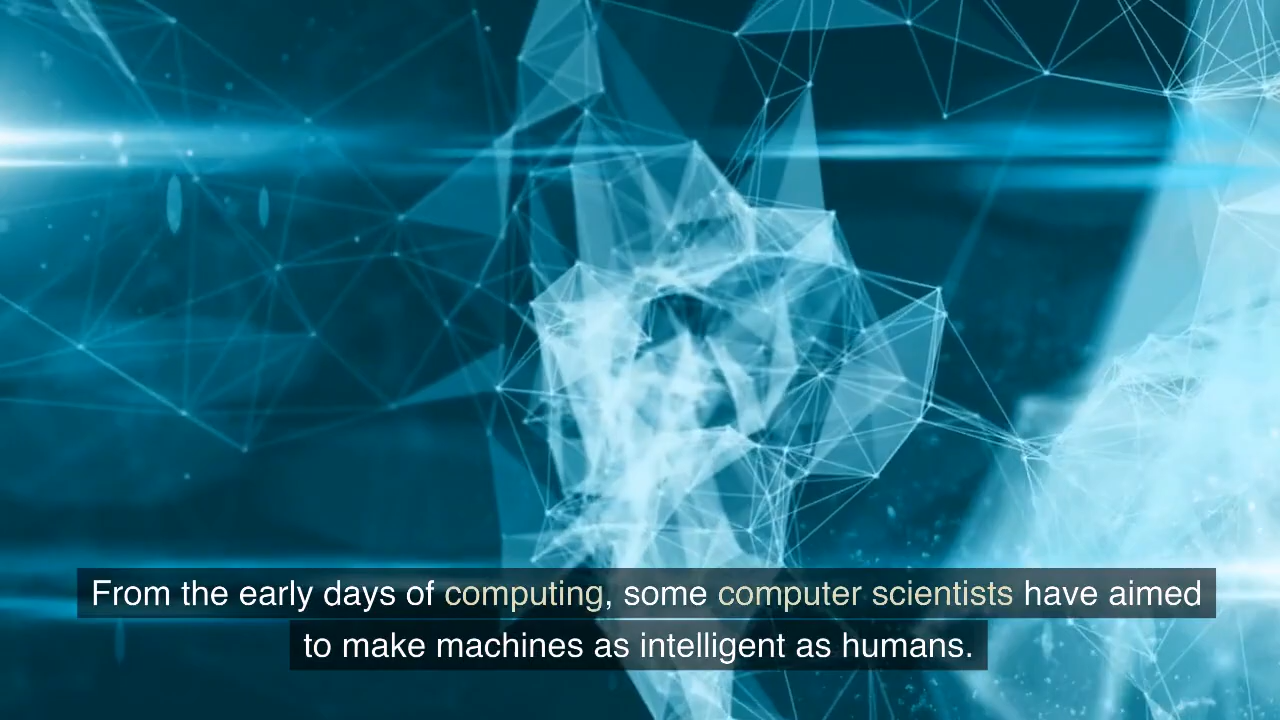 From the early days of computing, some computer scientists have aimed
to make machines as intelligent as humans.